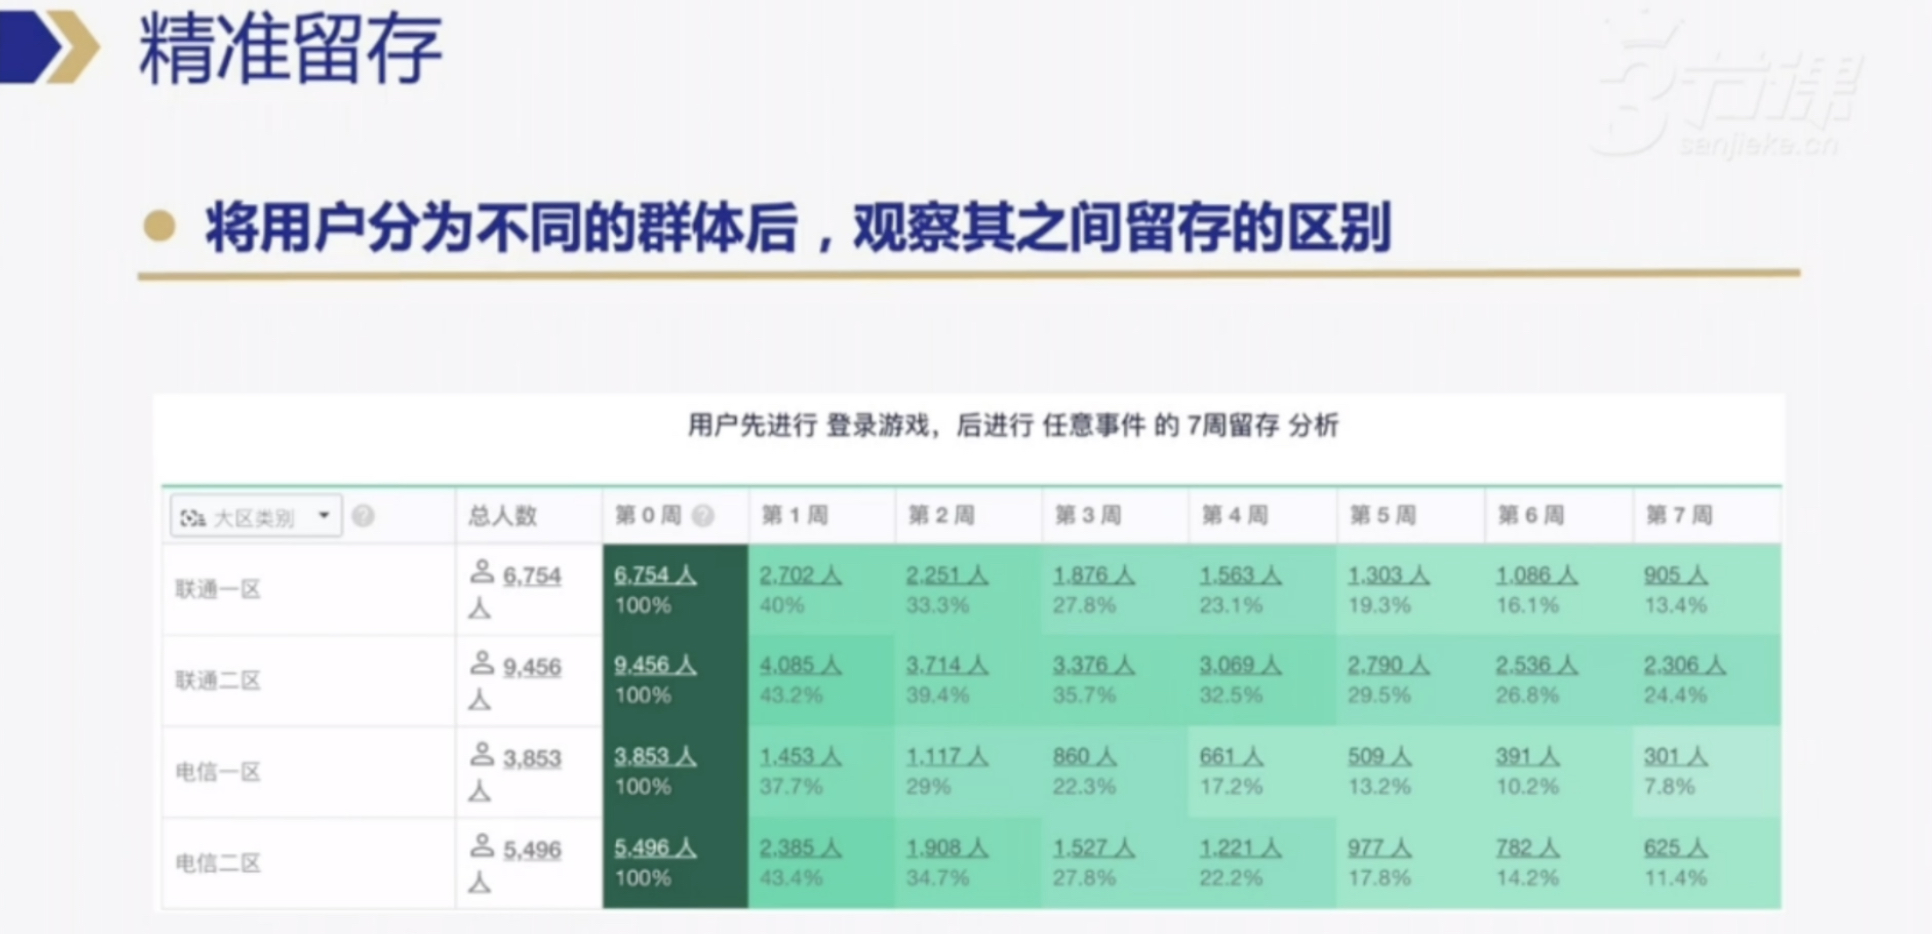 精准留存
3节课
sanjieke.cn
将用户分为不同的群体后，观察其之间留存的区别
用户先进行 登录游戏，后进行 任意事件 的 7周留存 分析
大区类别 ? 总人数 第 0 周 ? 第 1 周 第 2 周 第 3 周 第 4 周 第 5 周 第 6 周 第 7 周
联通一区 6,754 人 6,754 人 2,702 人 2,251 人 1,876 人 1,563 人 1,303 人 1,086 人 905 人
100% 40% 33.3% 27.8% 23.1% 19.3% 16.1% 13.4%
联通二区 9,456 人 9,456 人 4,085 人 3,714 人 3,376 人 3,069 人 2,790 人 2,536 人 2,306 人
100% 43.2% 39.4% 35.7% 32.5% 29.5% 26.8% 24.4%
电信一区 3,853 人 3,853 人 1,453 人 1,117 人 860 人 661 人 509 人 391 人 301 人
100% 37.7% 29% 22.3% 17.2% 13.2% 10.2% 7.8%
电信二区 5,496 人 5,496 人 2,385 人 1,908 人 1,527 人 1,221 人 977 人 782 人 625 人
100% 43.4% 34.7% 27.8% 22.2% 17.8% 14.2% 11.4%